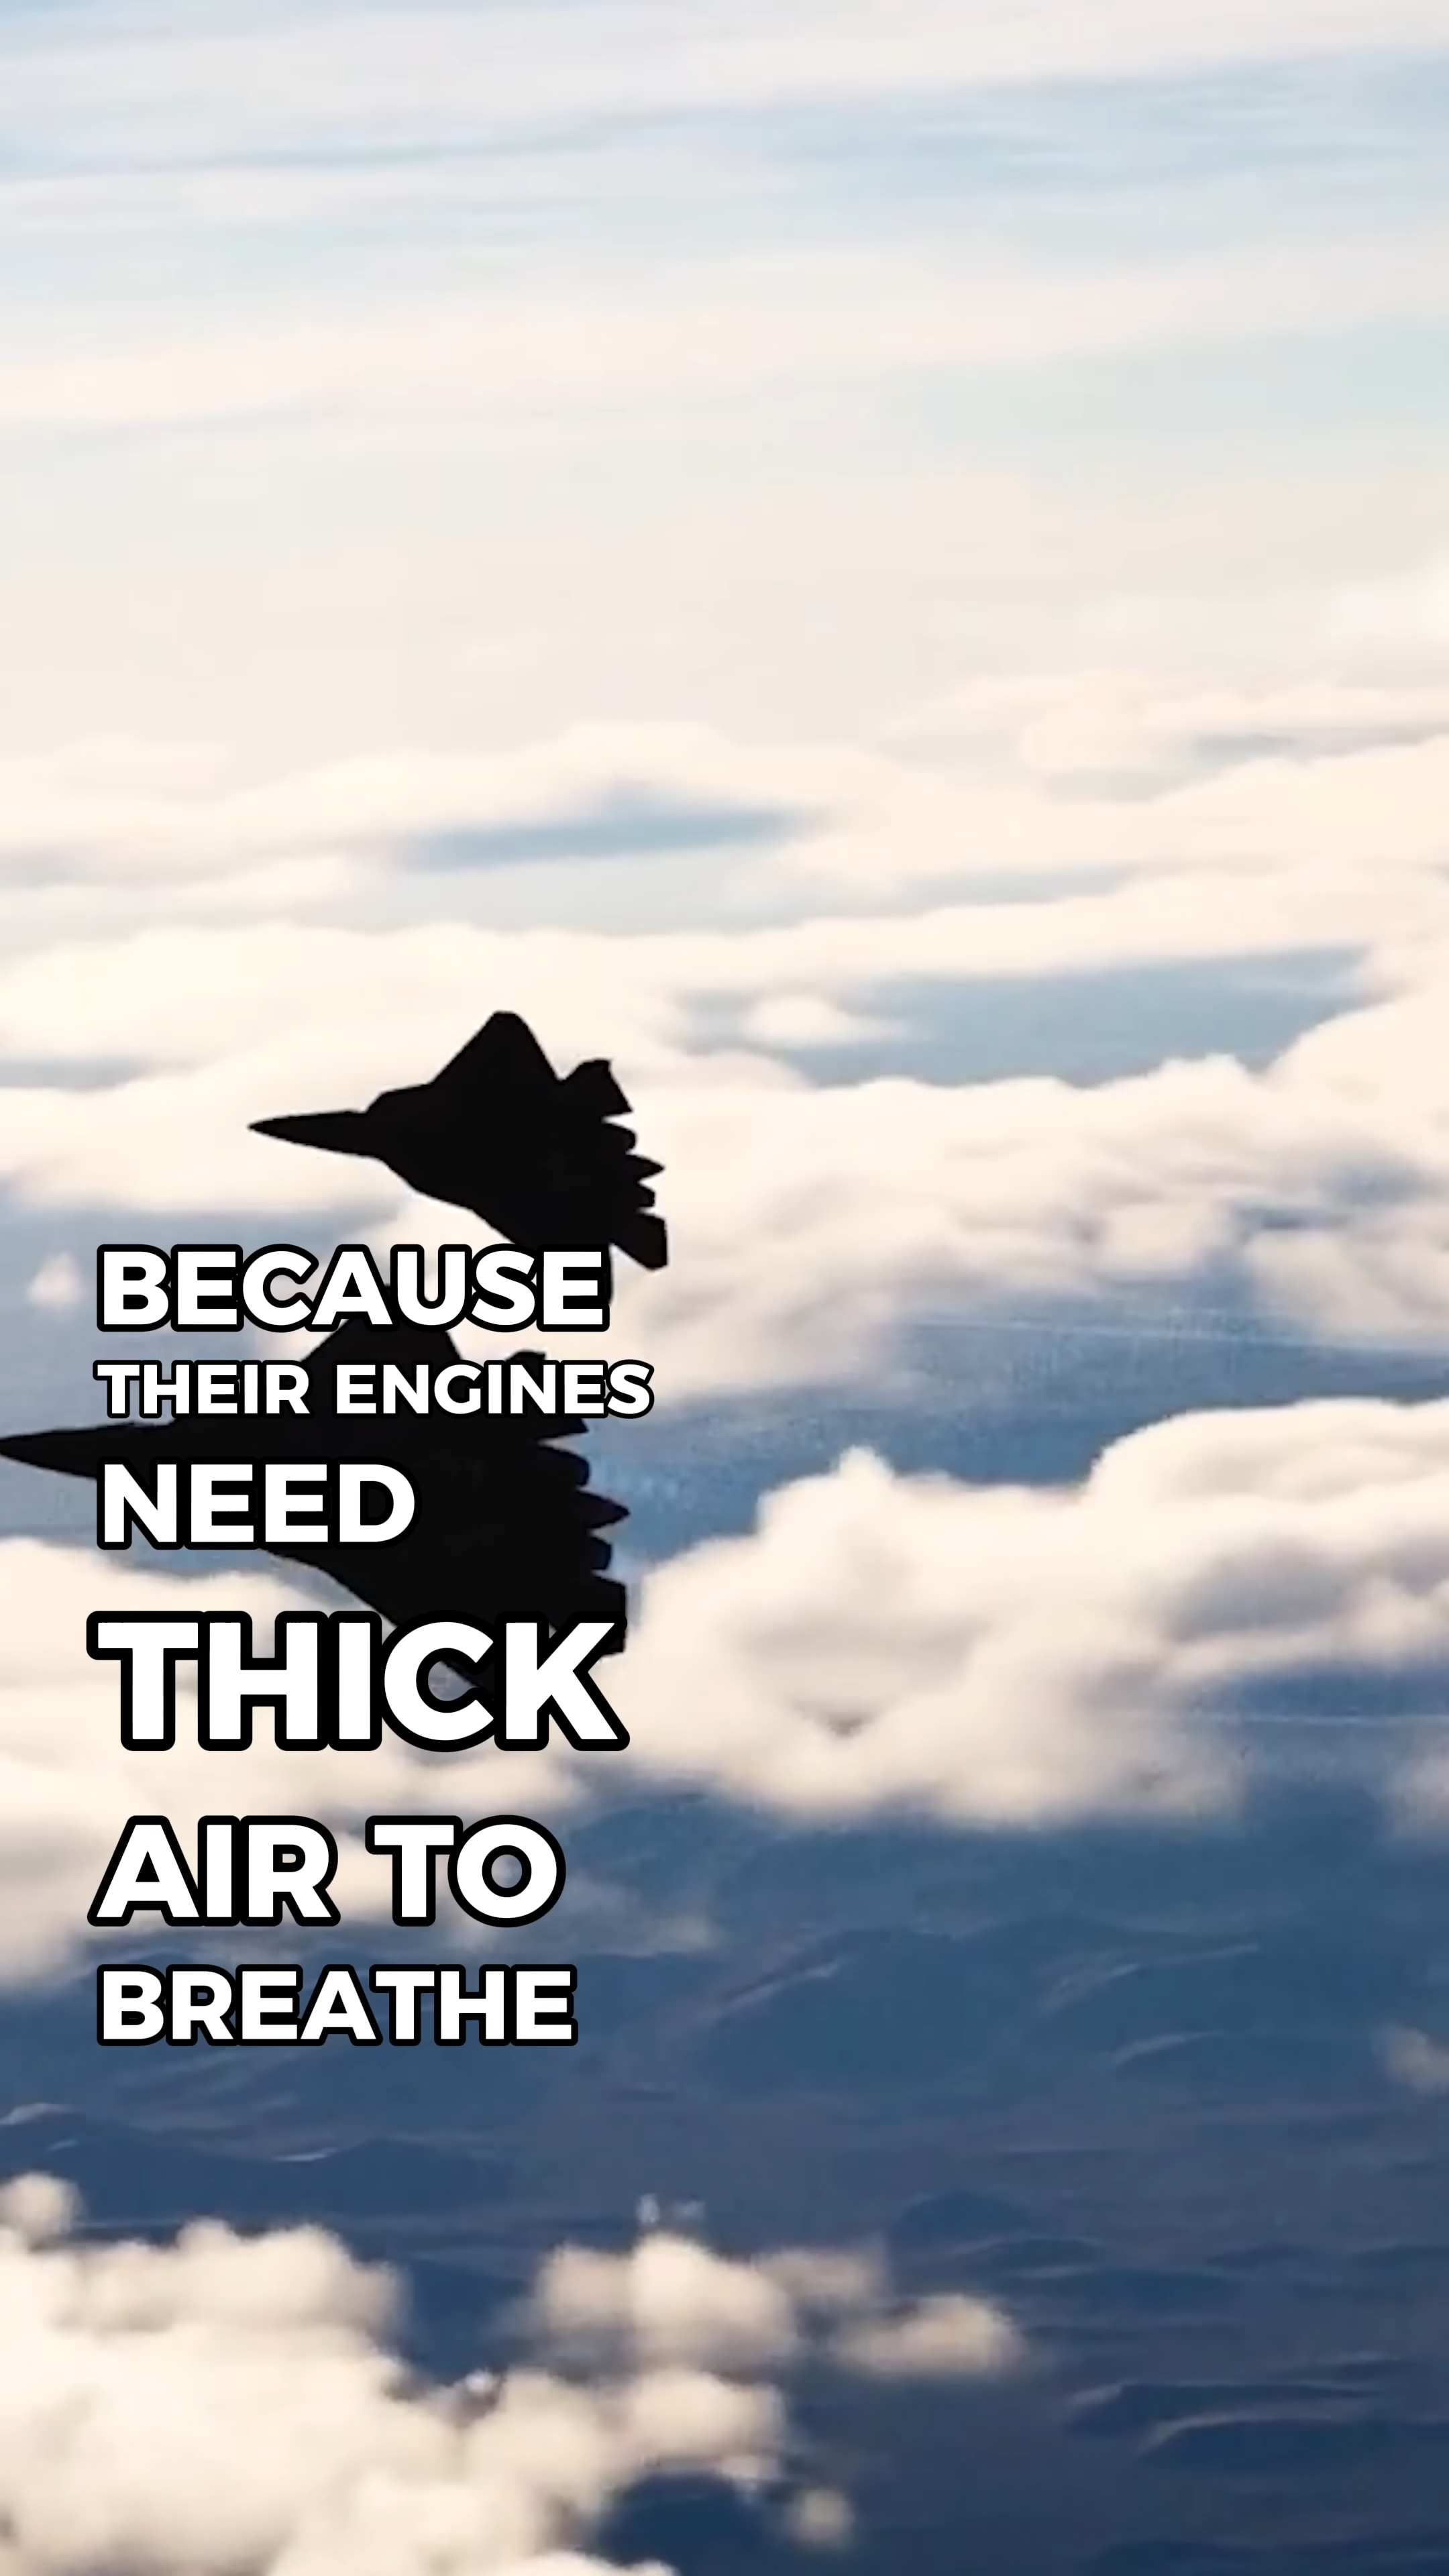 BECAUSE
THEIR ENGINES
NEED
THICK
AIR TO
BREATHE